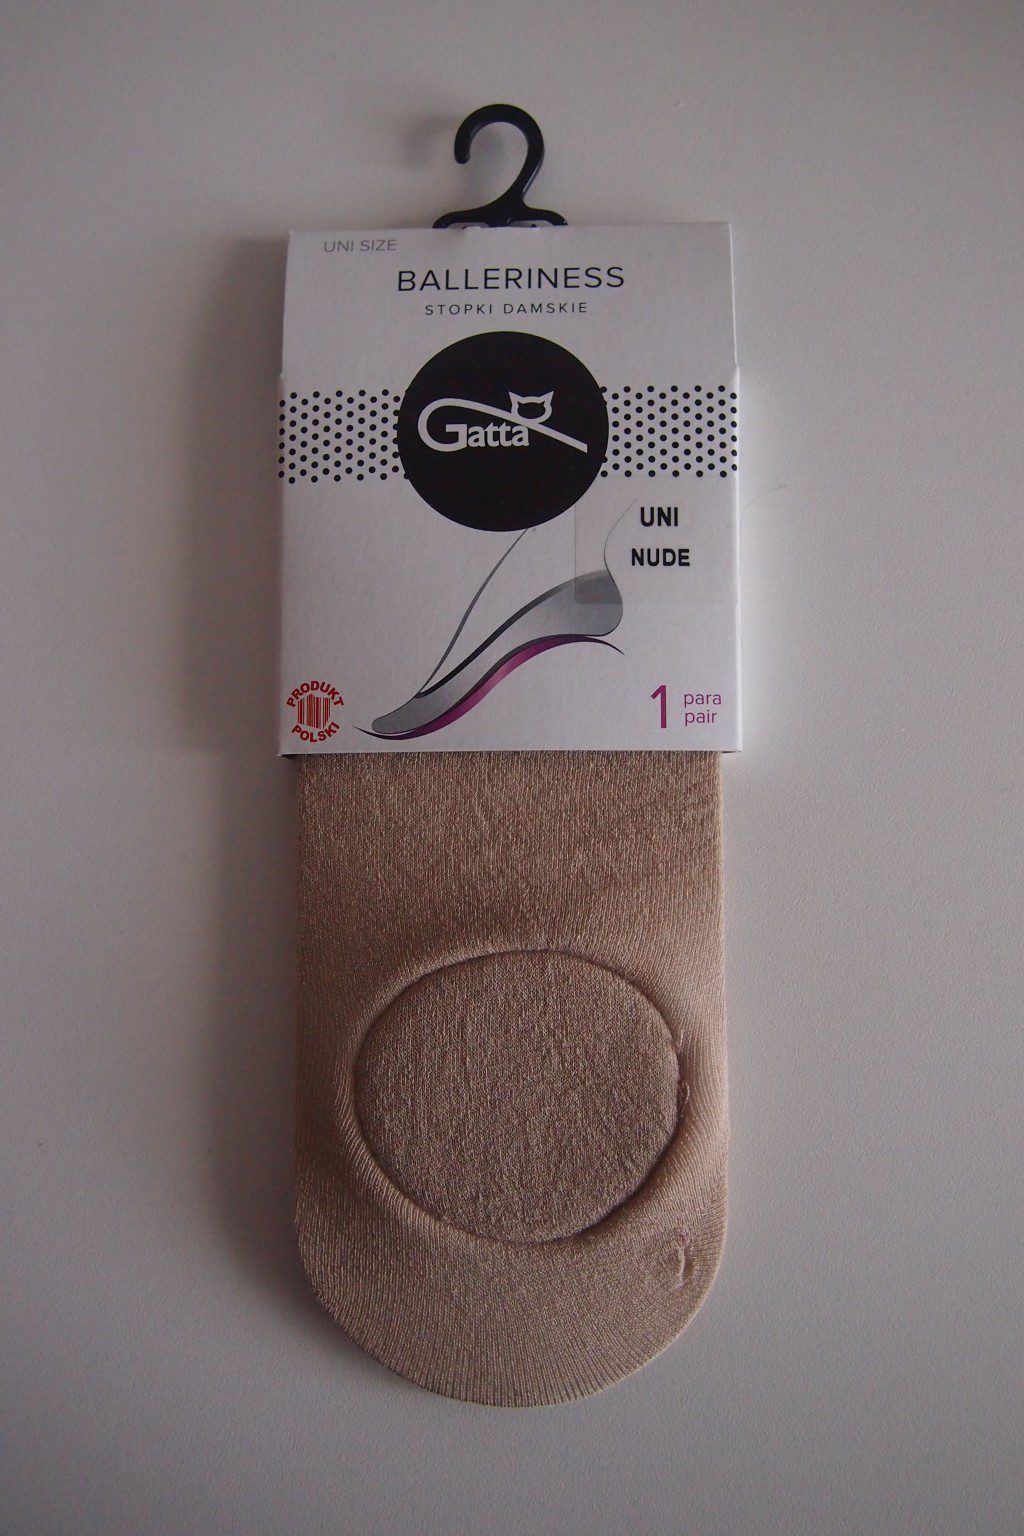 UNI SIZE
BALLERINESS
STOPKI DAMSKIE
Gatta
UNI
NUDE
PRODUKT
POLSKI
1 para
pair